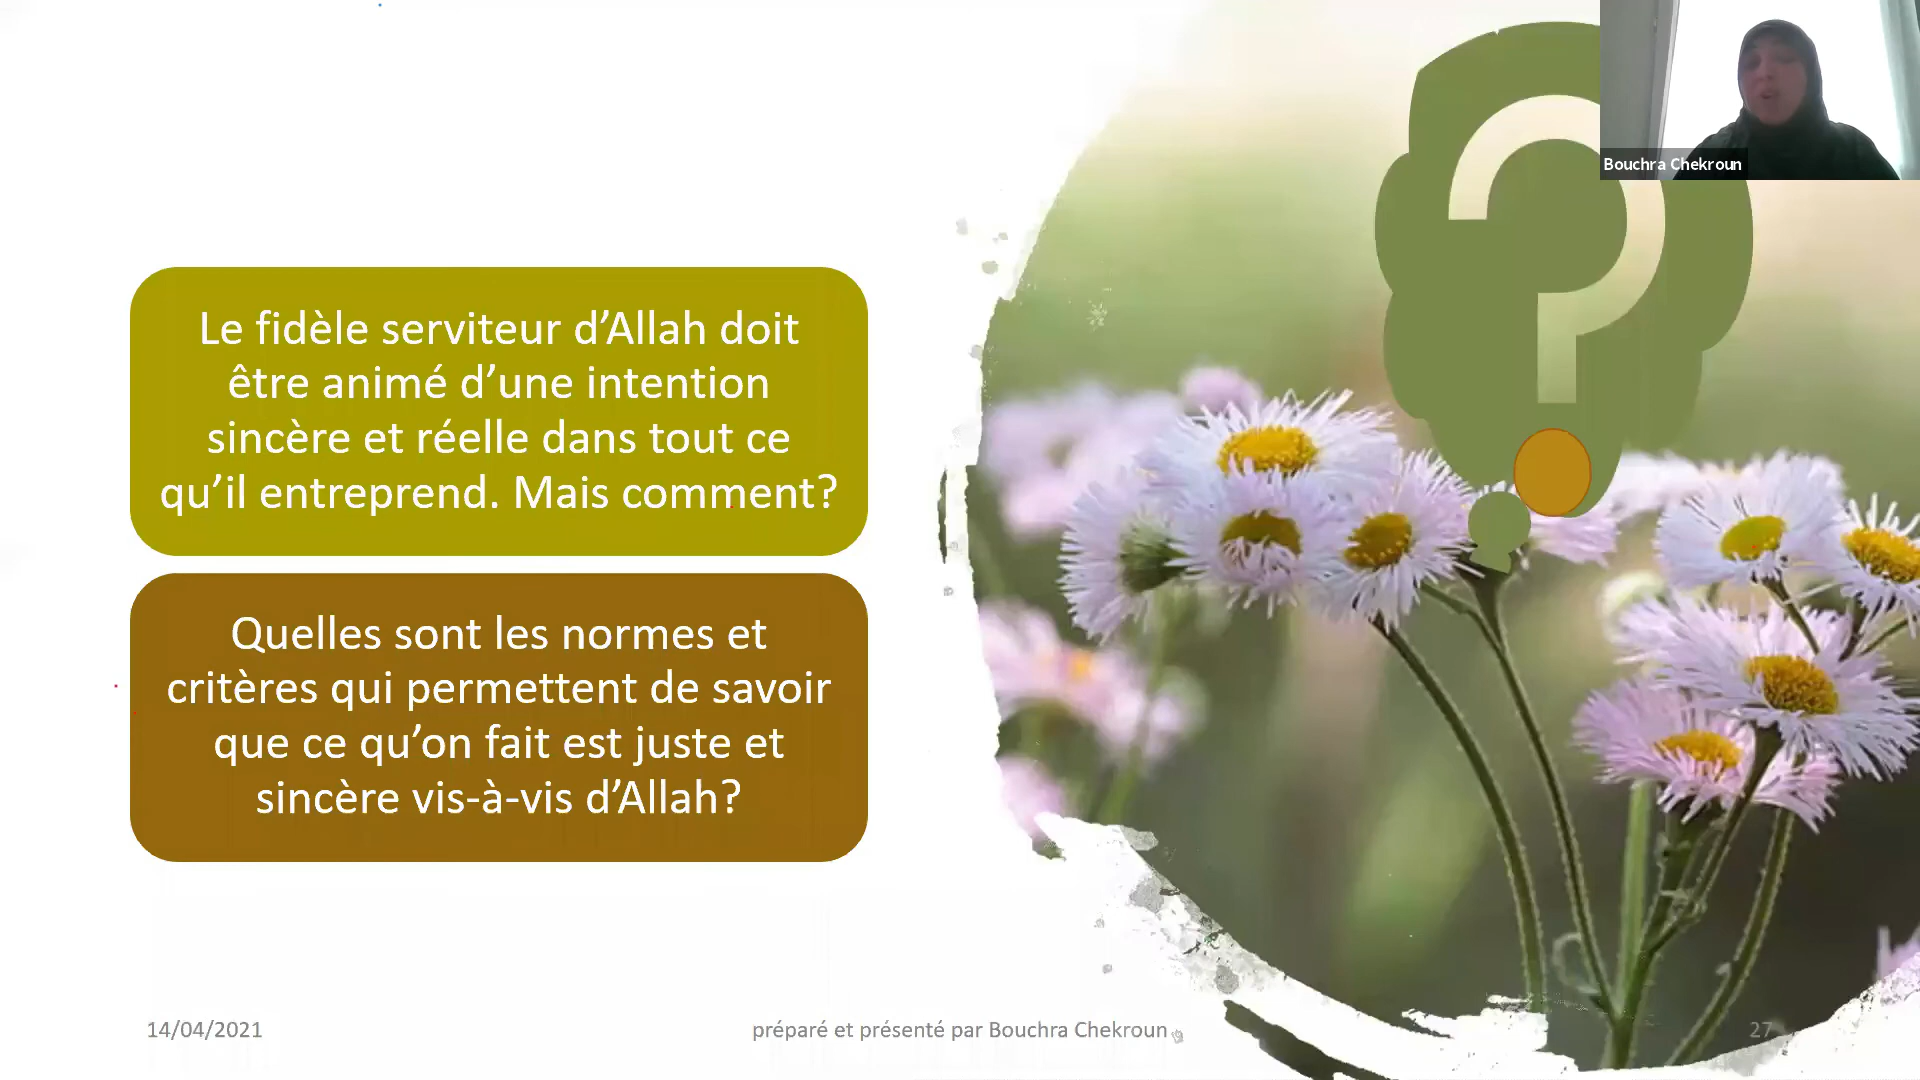 Bouchra Chekroun
Le fidèle serviteur d’Allah doit
être animé d’une intention
sincère et réelle dans tout ce
qu’il entreprend. Mais comment?
Quelles sont les normes et
critères qui permettent de savoir
que ce qu’on fait est juste et
sincère vis-à-vis d’Allah?
14/04/2021
préparé et présenté par Bouchra Chekroun
27